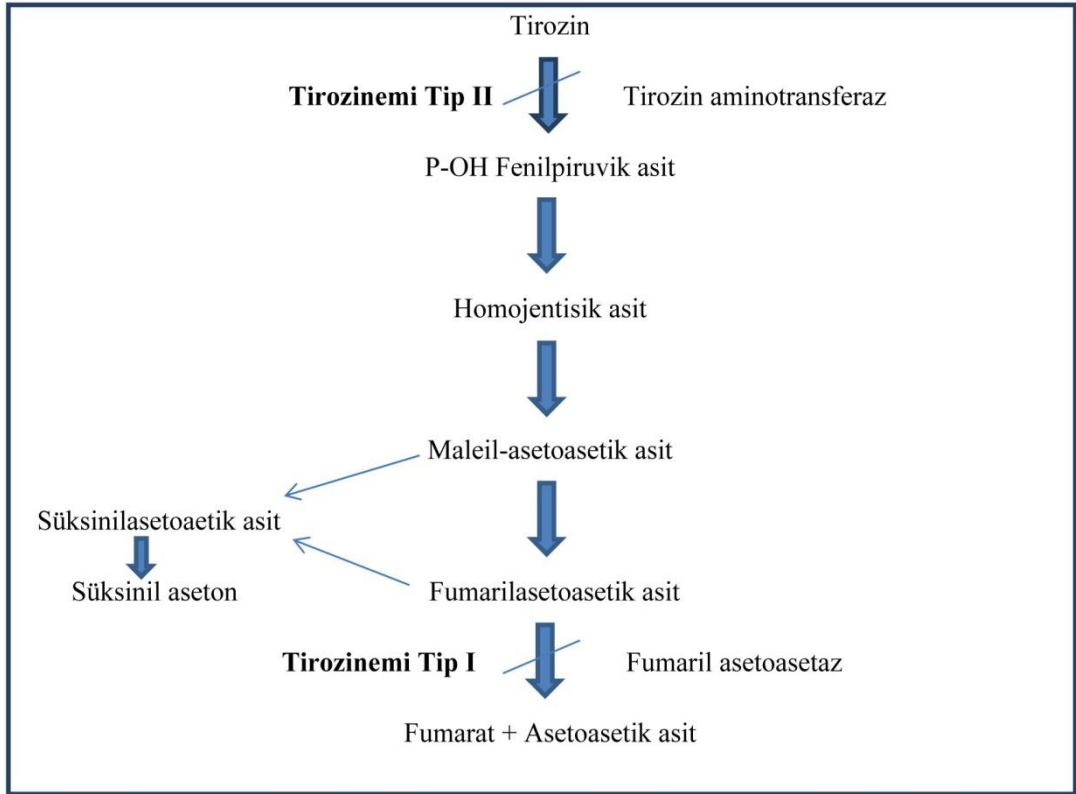 Tirozin
Tirozinemi Tip II
Tirozin aminotransferaz
P-OH Fenilpiruvik asit
Homojentisik asit
Maleil-asetoasetik asit
Süksinilasetoaetik asit
Süksinil aseton
Fumarilasetoasetik asit
Tirozinemi Tip I
Fumaril asetoasetaz
Fumarat + Asetoasetik asit